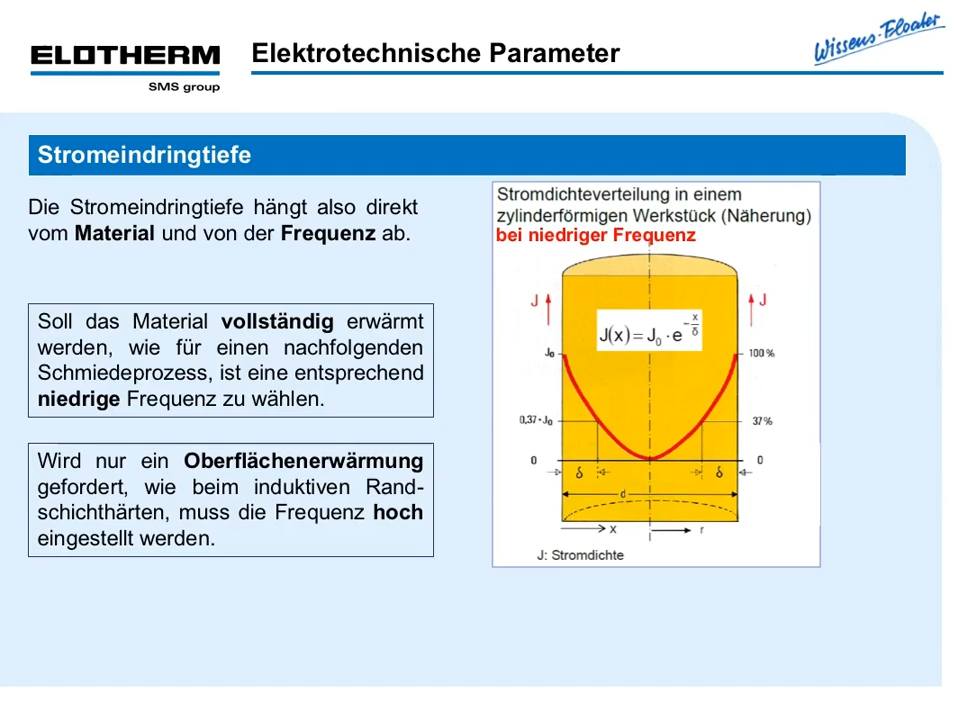 ELOTHERM
SMS group
Elektrotechnische Parameter
Wissens-Floater
Stromeindringtiefe
Die Stromeindringtiefe hängt also direkt
vom Material und von der Frequenz ab.
Soll das Material vollständig erwärmt
werden, wie für einen nachfolgenden
Schmiedeprozess, ist eine entsprechend
niedrige Frequenz zu wählen.
Wird nur ein Oberflächenerwärmung
gefordert, wie beim induktiven Rand-
schichthärten, muss die Frequenz hoch
eingestellt werden.
Stromdichteverteilung in einem
zylinderförmigen Werkstück (Näherung)
bei niedriger Frequenz
J J
J(x) = J₀ · e^(-x/δ)
J₀ 100 %
0,37 · J₀ 37 %
0 0
δ δ
d
x r
J: Stromdichte